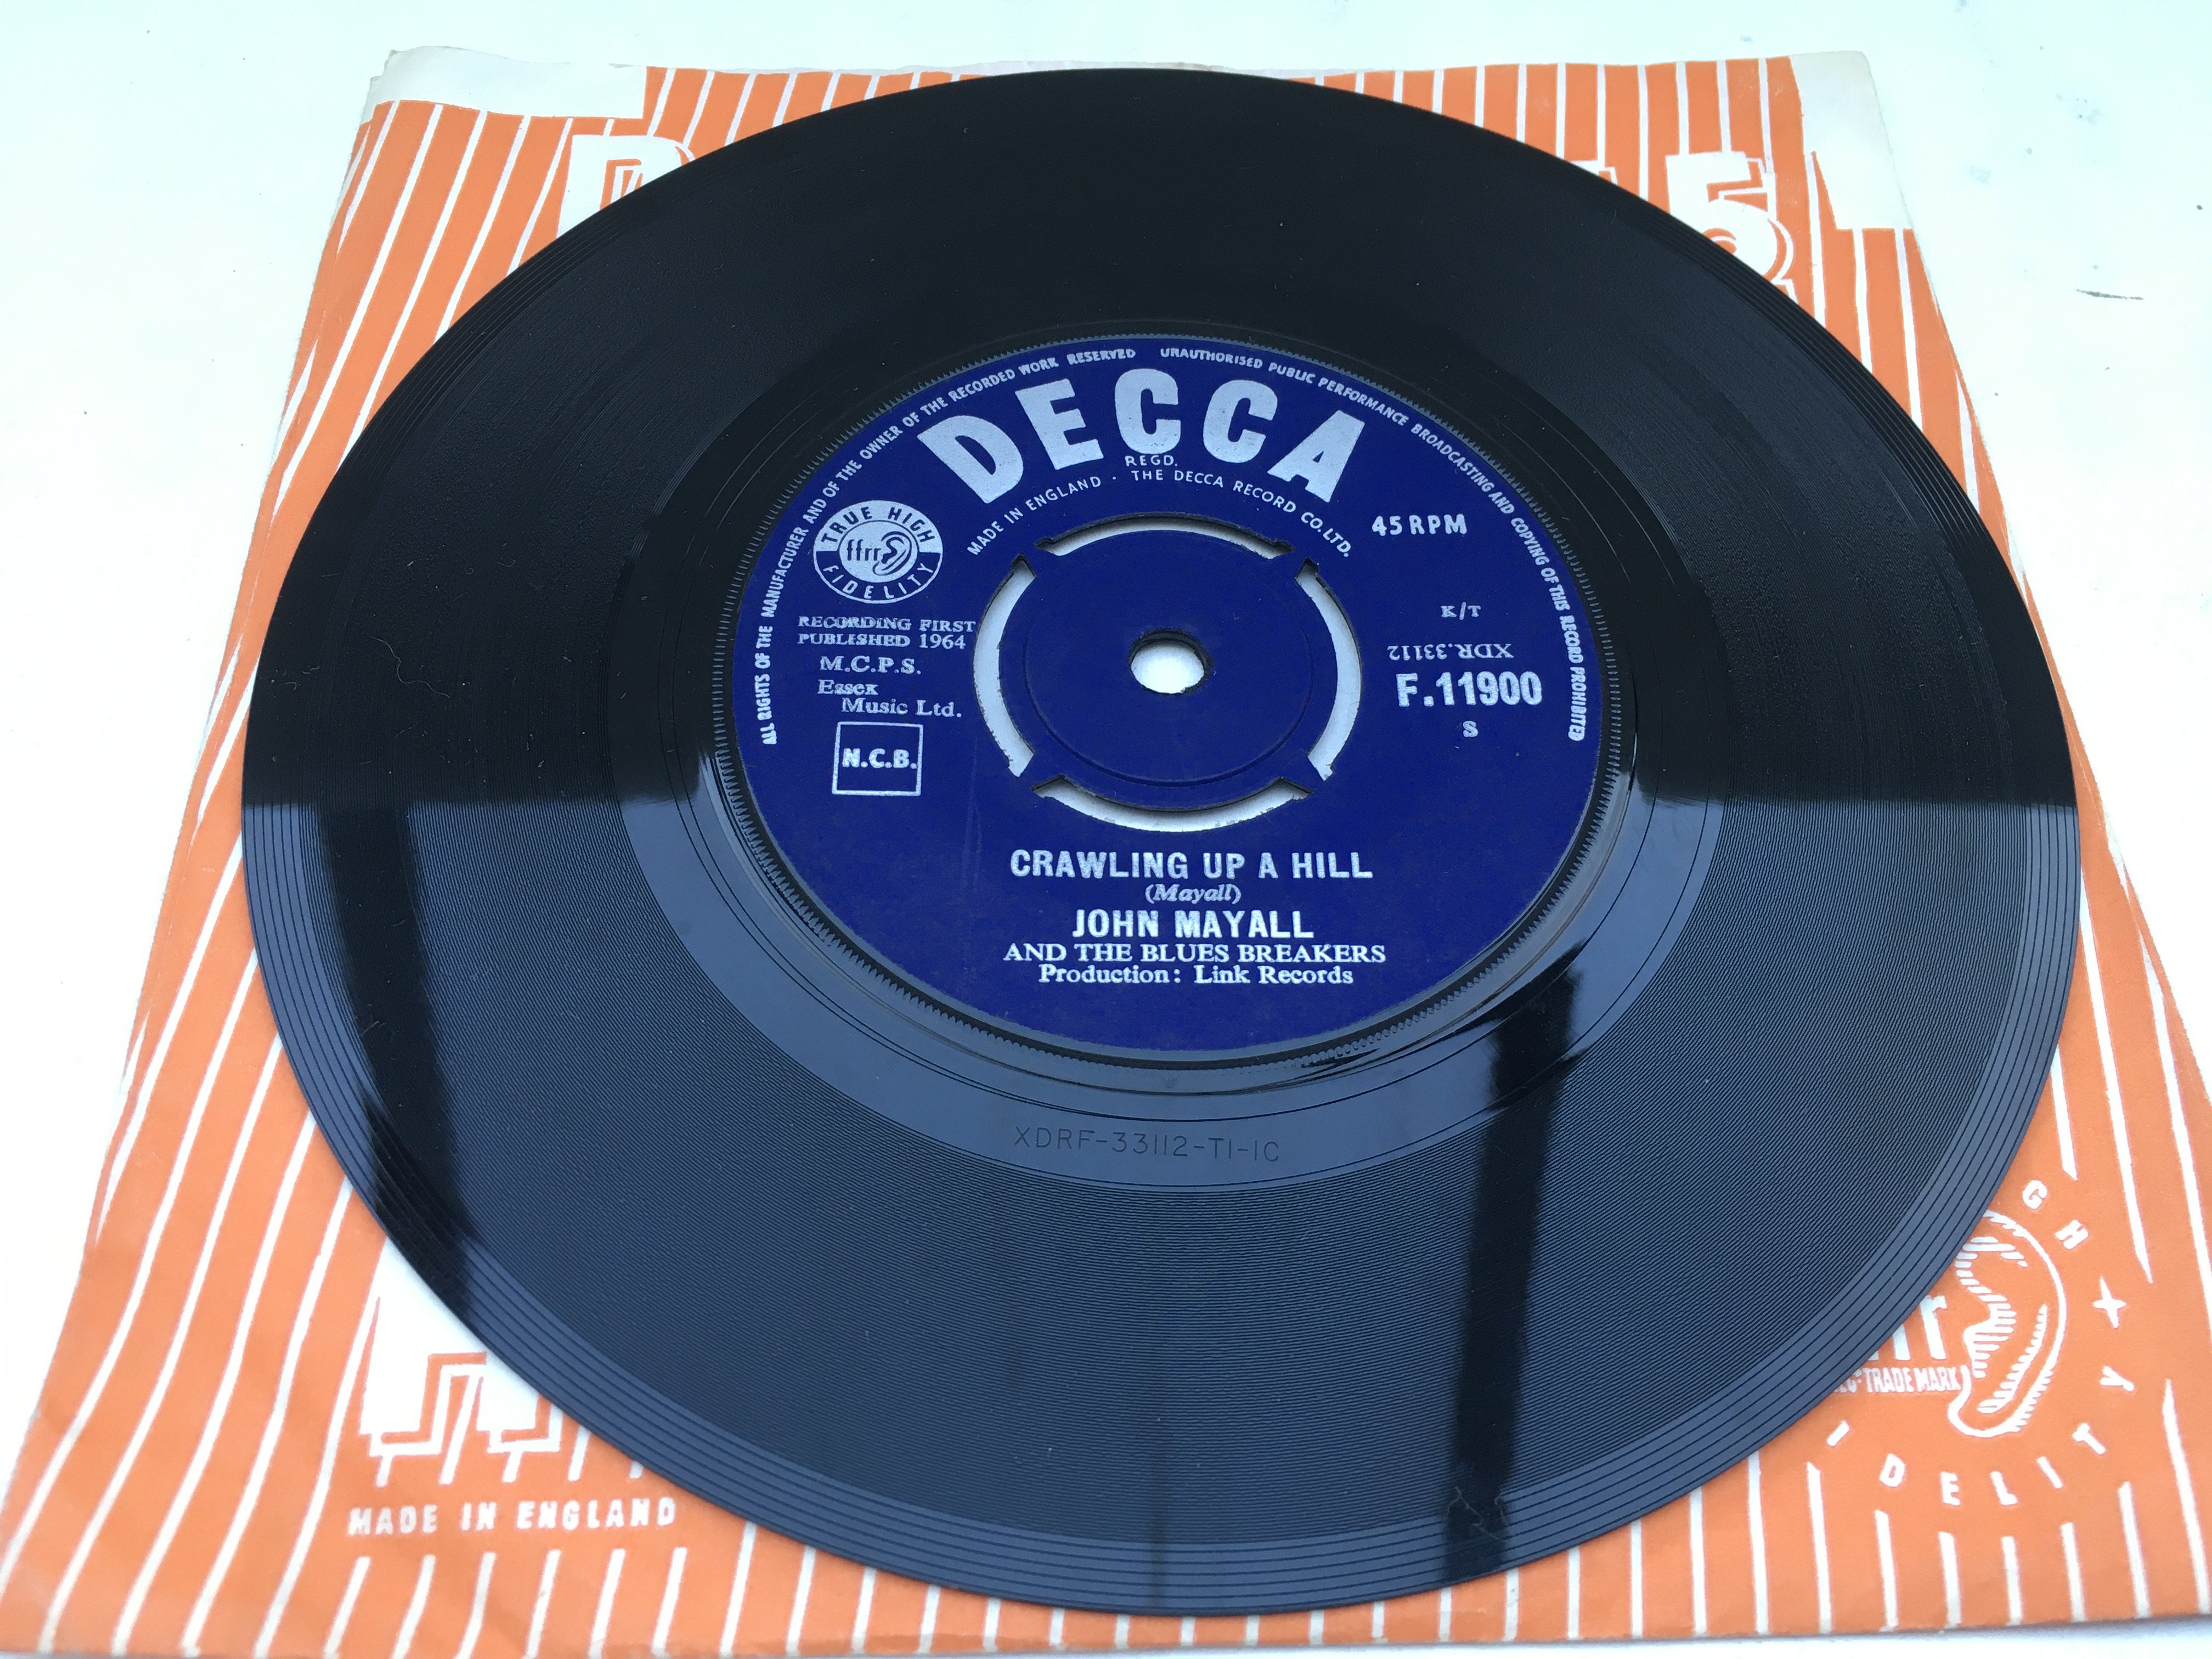 ALL RIGHTS OF THE MANUFACTURER AND OF THE OWNER OF THE RECORDED WORK RESERVED UNAUTHORISED PUBLIC PERFORMANCE BROADCASTING AND COPYING OF THIS RECORD PROHIBITED
DECCA
REGD.
MADE IN ENGLAND · THE DECCA RECORD CO. LTD.
TRUE HIGH
ffrr
FIDELITY
45 RPM
RECORDING FIRST
PUBLISHED 1964
M.C.P.S.
Essex
Music Ltd.
N.C.B.
K/T
XDR.33112
F.11900
S
CRAWLING UP A HILL
(Mayall)
JOHN MAYALL
AND THE BLUES BREAKERS
Production: Link Records
XDRF-33112-T1-1C
TRADE MARK
MADE IN ENGLAND